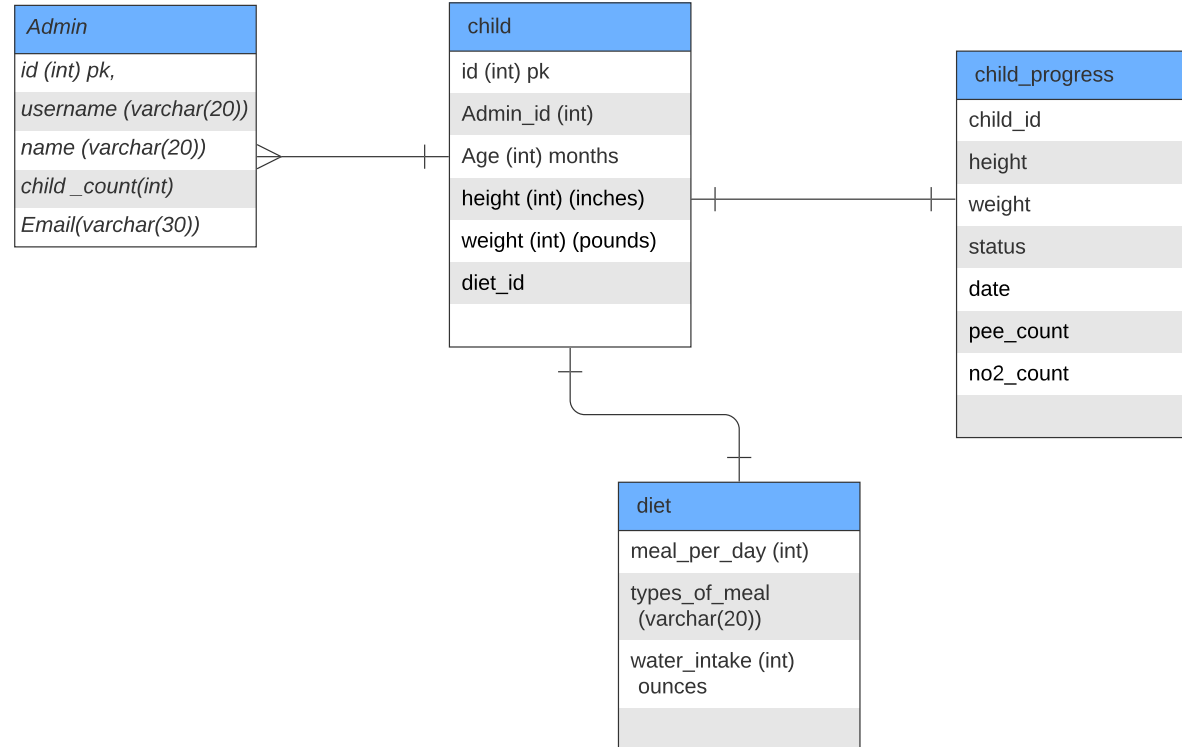 Admin
id (int) pk,
username (varchar(20))
name (varchar(20))
child _count(int)
Email(varchar(30))
child
id (int) pk
Admin_id (int)
Age (int) months
height (int) (inches)
weight (int) (pounds)
diet_id
child_progress
child_id
height
weight
status
date
pee_count
no2_count
diet
meal_per_day (int)
types_of_meal
(varchar(20))
water_intake (int)
ounces